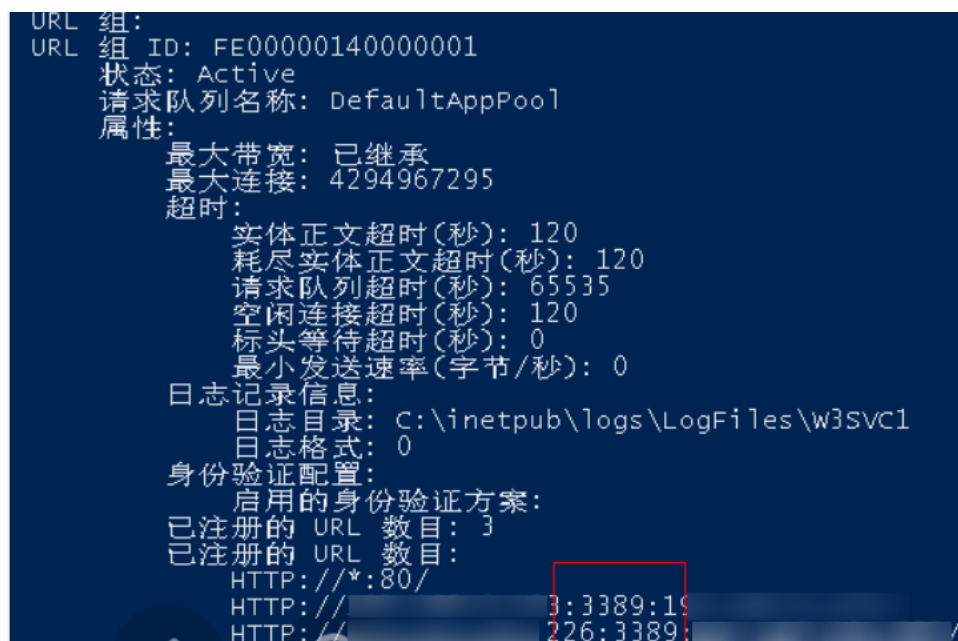 URL 组:
URL 组 ID: FE00000140000001
状态: Active
请求队列名称: DefaultAppPool
属性:
最大带宽: 已继承
最大连接: 4294967295
超时:
实体正文超时(秒): 120
耗尽实体正文超时(秒): 120
请求队列超时(秒): 65535
空闲连接超时(秒): 120
标头等待超时(秒): 0
最小发送速率(字节/秒): 0
日志记录信息:
日志目录: C:\inetpub\logs\LogFiles\W3SVC1
日志格式: 0
身份验证配置:
启用的身份验证方案:
已注册的 URL 数目: 3
已注册的 URL 数目:
HTTP://*:80/
HTTP:// 3:3389:19
HTTP:// 226:3389: /